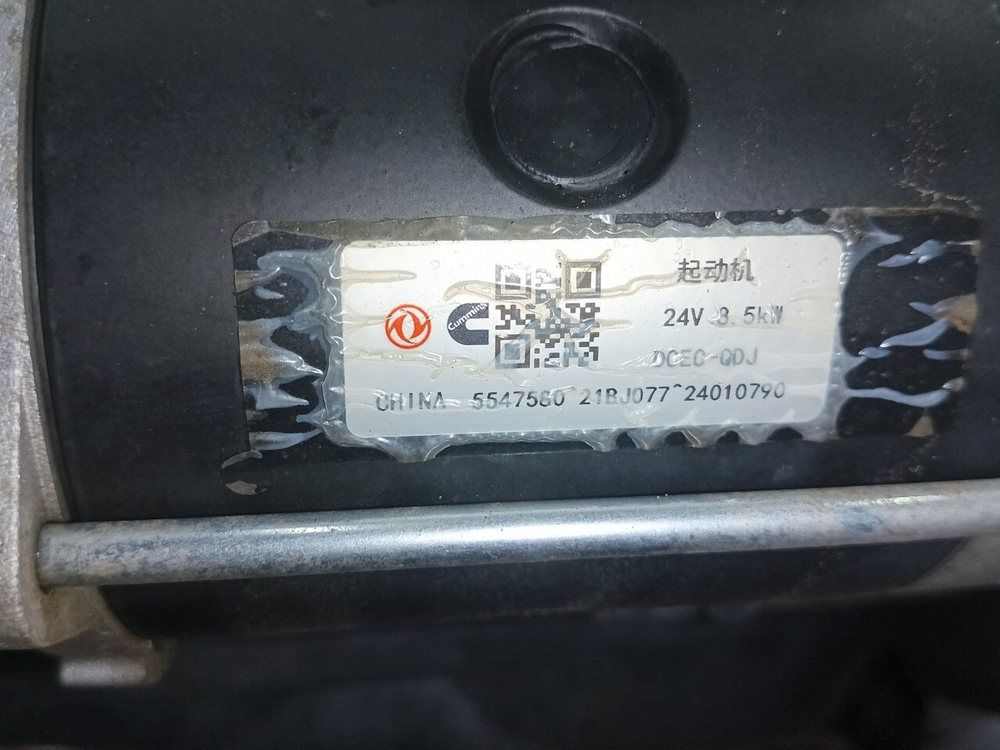 起动机
Cummins
24V 8.5kW
DCEC-QDJ
CHINA 5547580^21BJ077^24010790